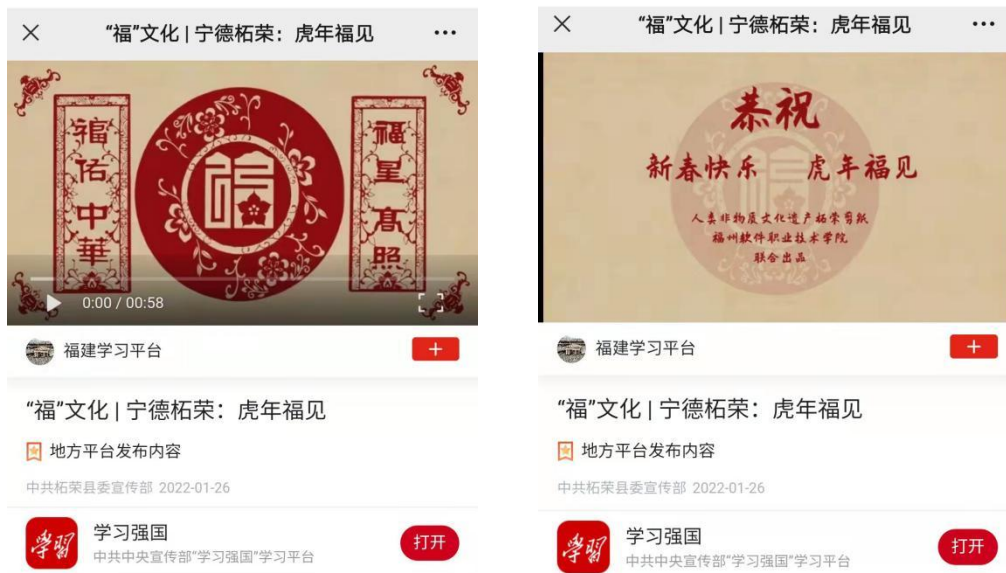 “福”文化 | 宁德柘荣：虎年福见
福佑中華
福
福星高照
0:00 / 00:58
福建学习平台
“福”文化 | 宁德柘荣：虎年福见
地方平台发布内容
中共柘荣县委宣传部 2022-01-26
学习
学习强国
中共中央宣传部“学习强国”学习平台
打开
“福”文化 | 宁德柘荣：虎年福见
恭祝
新春快乐 虎年福见
人类非物质文化遗产柘荣剪纸
福州软件职业技术学院
联合出品
福建学习平台
“福”文化 | 宁德柘荣：虎年福见
地方平台发布内容
中共柘荣县委宣传部 2022-01-26
学习
学习强国
中共中央宣传部“学习强国”学习平台
打开